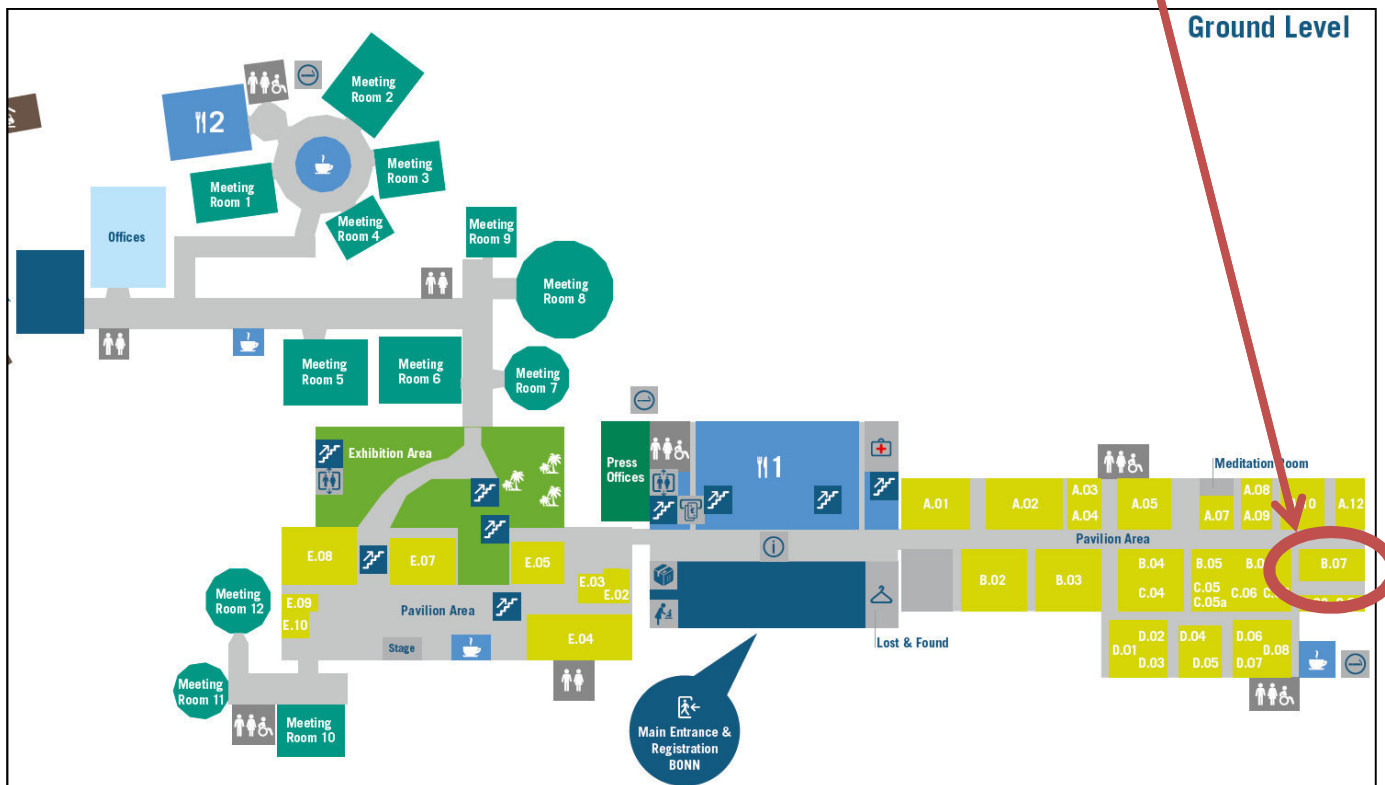 Ground Level
Meeting
Room 2
2
Meeting
Room 3
Meeting
Room 1
Meeting
Room 4
Offices
Meeting
Room 9
Meeting
Room 8
Meeting
Room 5
Meeting
Room 6
Meeting
Room 7
Exhibition Area
Press
Offices
1
Meditation Room
A.01
A.02
A.03
A.04
A.05
A.07
A.08
A.09
A.12
Pavilion Area
E.08
E.07
E.05
E.03
E.02
B.02
B.03
B.04
C.04
B.05
C.05
C.05a
C.06
B.07
Meeting
Room 12
E.09
E.10
Pavilion Area
E.04
Stage
Lost & Found
D.01
D.02
D.03
D.04
D.05
D.06
D.07
D.08
Meeting
Room 11
Meeting
Room 10
Main Entrance &
Registration
BONN